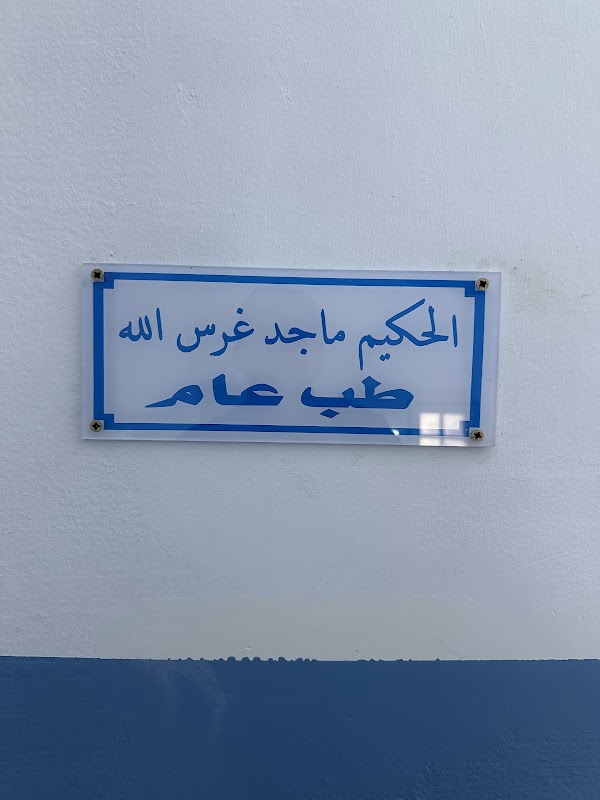 الحكيم ماجد غرس الله
طب عام